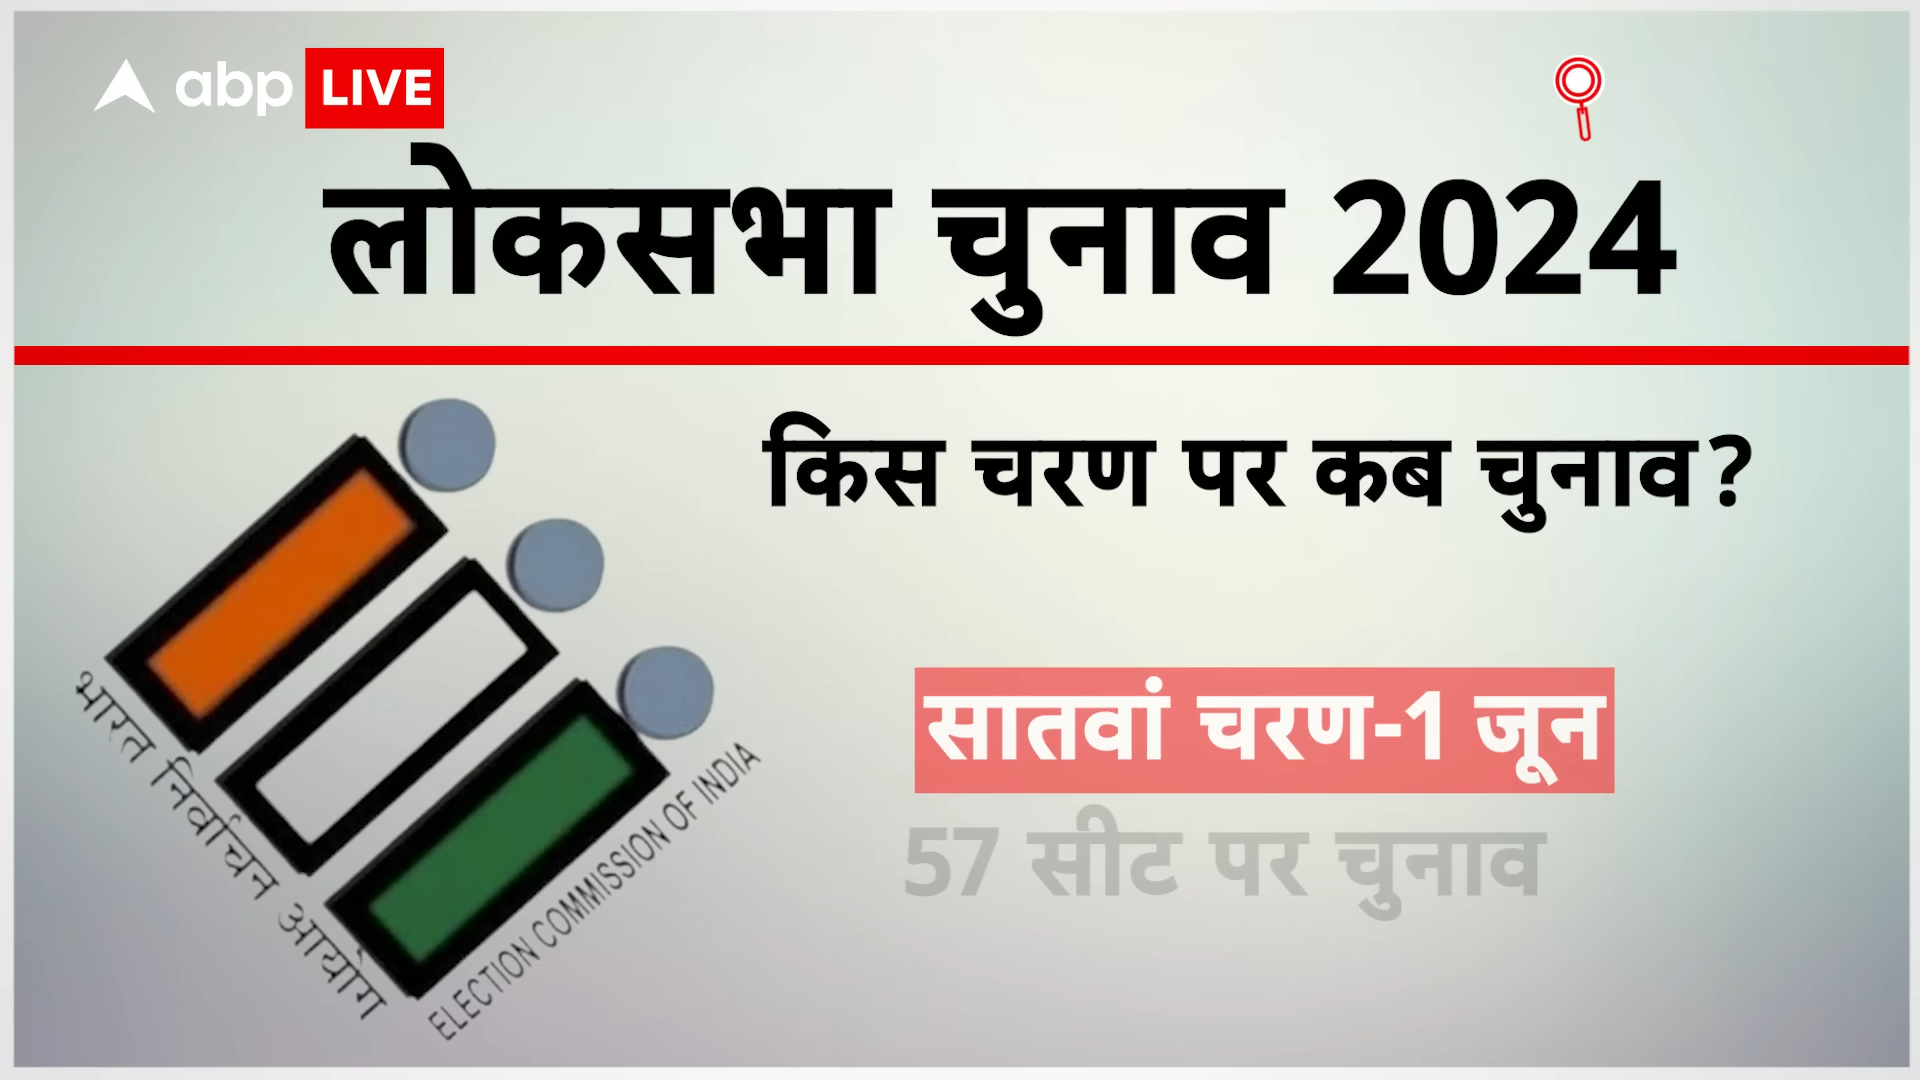 abp LIVE
लोकसभा चुनाव 2024
किस चरण पर कब चुनाव?
सातवां चरण-1 जून
57 सीट पर चुनाव
भारत निर्वाचन आयोग
ELECTION COMMISSION OF INDIA